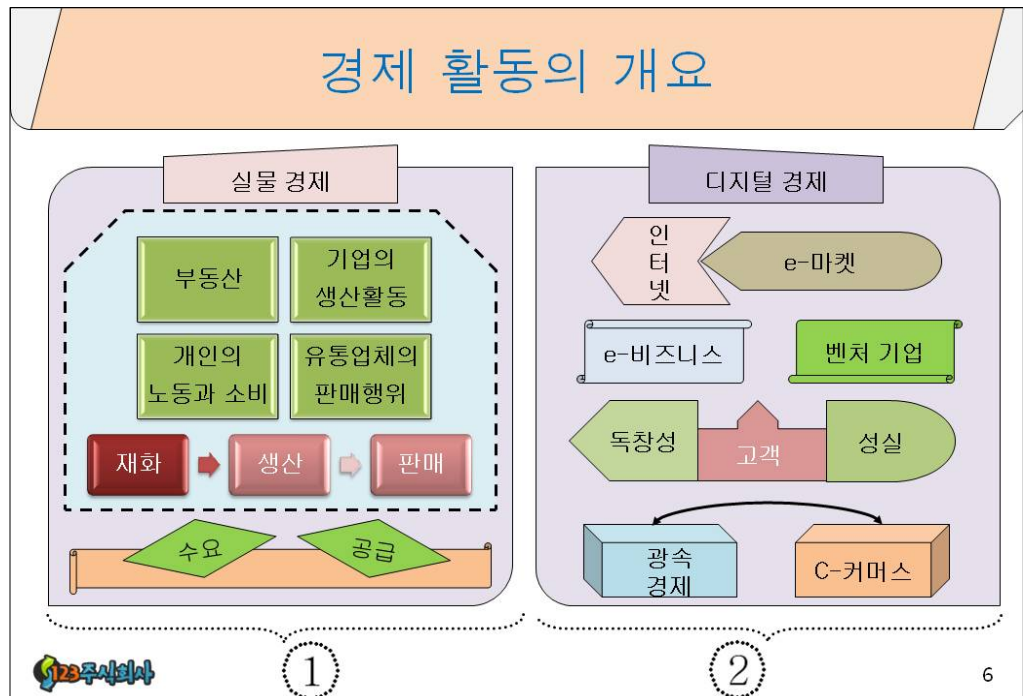 경제 활동의 개요
실물 경제
부동산
기업의
생산활동
개인의
노동과 소비
유통업체의
판매행위
재화
생산
판매
수요
공급
디지털 경제
인
터
넷
e-마켓
e-비즈니스
벤처 기업
독창성
고객
성실
광속
경제
C-커머스
1
2
123주식회사
6